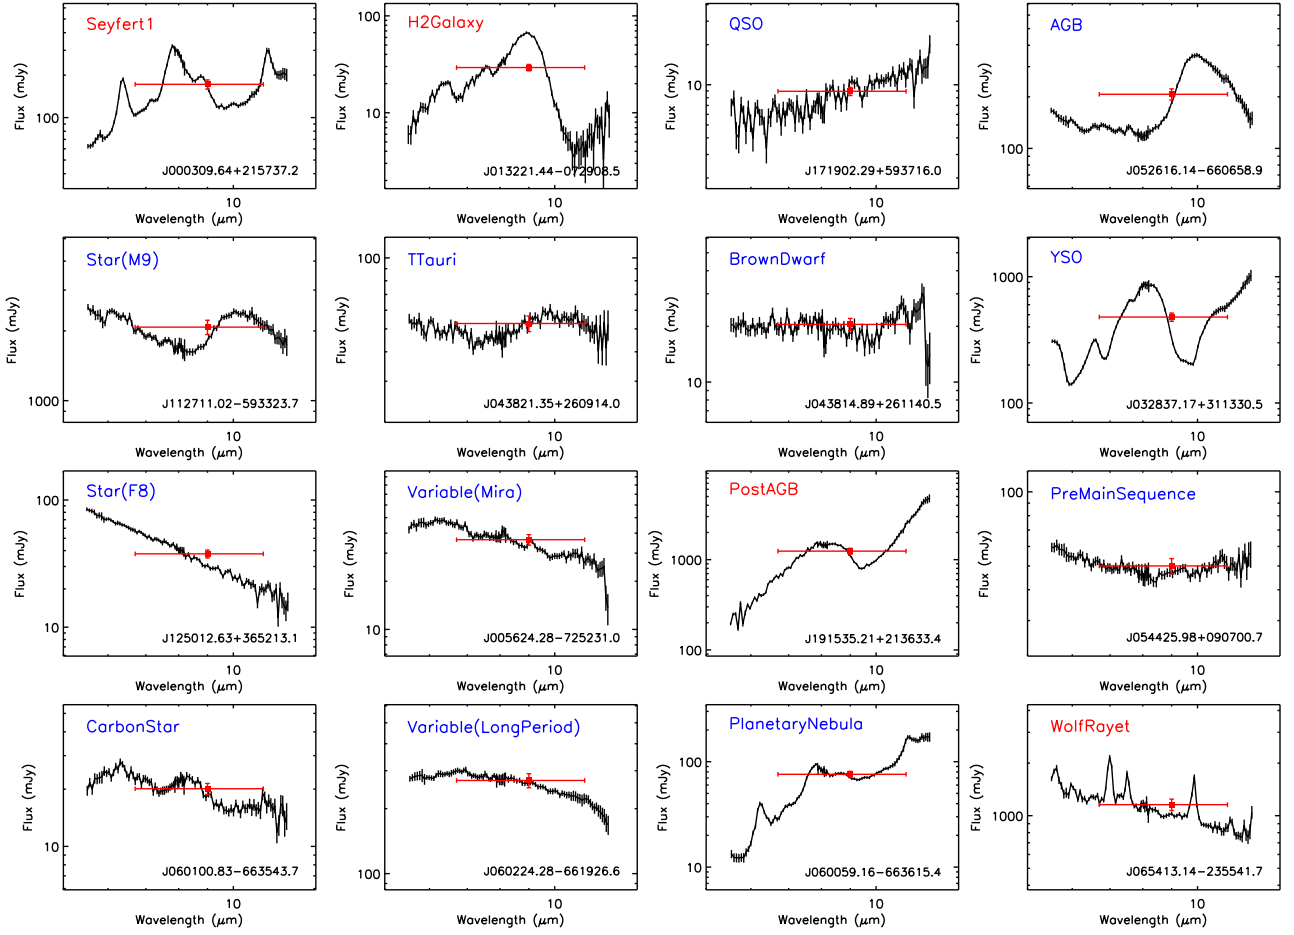 Seyfert1
Flux (mJy)
100
J000309.64+215737.2
10
Wavelength (μm)
H2Galaxy
Flux (mJy)
100
10
J013221.44−072908.5
10
Wavelength (μm)
QSO
Flux (mJy)
10
J171902.29+593716.0
10
Wavelength (μm)
AGB
Flux (mJy)
100
J052616.14−660658.9
10
Wavelength (μm)
Star(M9)
Flux (mJy)
1000
J112711.02−593323.7
10
Wavelength (μm)
TTauri
Flux (mJy)
100
J043821.35+260914.0
10
Wavelength (μm)
BrownDwarf
Flux (mJy)
10
J043814.89+261140.5
10
Wavelength (μm)
YSO
Flux (mJy)
1000
100
J032837.17+311330.5
10
Wavelength (μm)
Star(F8)
Flux (mJy)
100
10
J125012.63+365213.1
10
Wavelength (μm)
Variable(Mira)
Flux (mJy)
10
J005624.28−725231.0
10
Wavelength (μm)
PostAGB
Flux (mJy)
1000
100
J191535.21+213633.4
10
Wavelength (μm)
PreMainSequence
Flux (mJy)
100
J054425.98+090700.7
10
Wavelength (μm)
CarbonStar
Flux (mJy)
10
J060100.83−663543.7
10
Wavelength (μm)
Variable(LongPeriod)
Flux (mJy)
100
J060224.28−661926.6
10
Wavelength (μm)
PlanetaryNebula
Flux (mJy)
100
10
J060059.16−663615.4
10
Wavelength (μm)
WolfRayet
Flux (mJy)
1000
J065413.14−235541.7
10
Wavelength (μm)